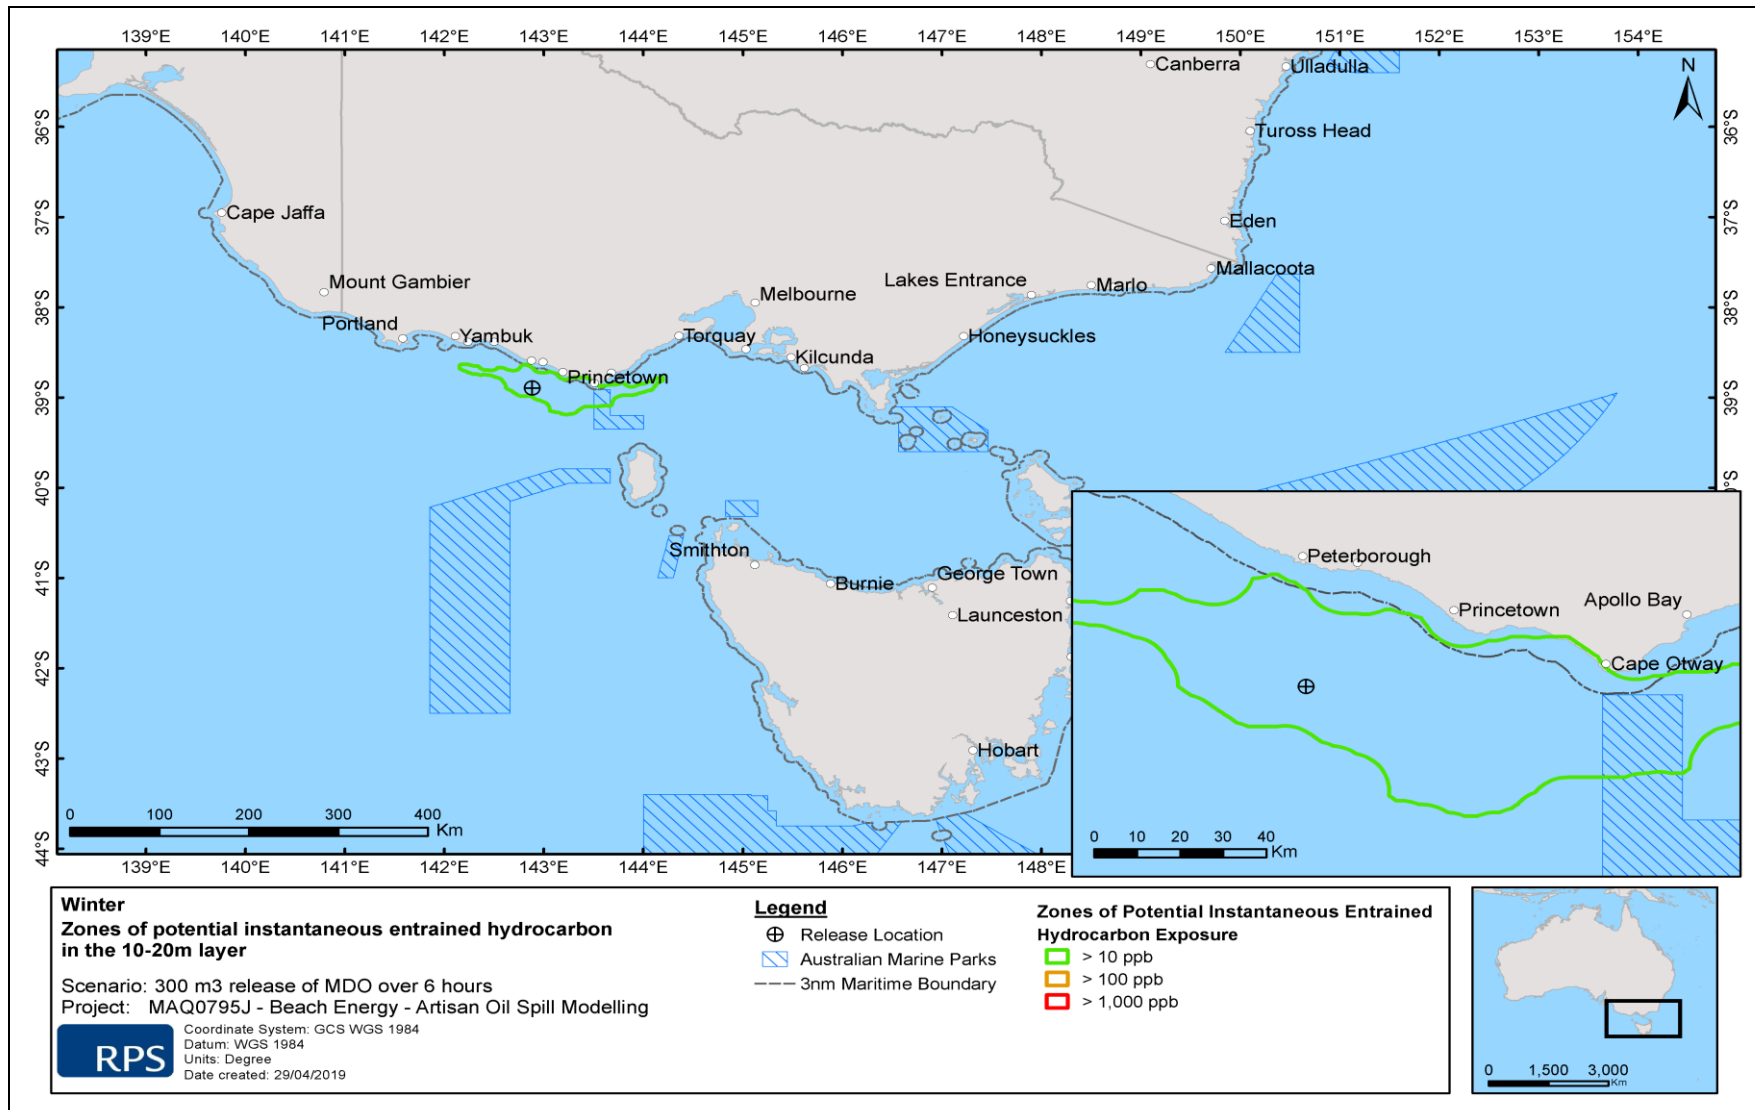 139°E 140°E 141°E 142°E 143°E 144°E 145°E 146°E 147°E 148°E 149°E 150°E 151°E 152°E 153°E 154°E
36°S
37°S
38°S
39°S
40°S
41°S
42°S
43°S
44°S
36°S
37°S
38°S
39°S
40°S
N
Canberra
Ulladulla
Tuross Head
Cape Jaffa
Eden
Mallacoota
Mount Gambier
Lakes Entrance
Marlo
Melbourne
Portland
Yambuk
Torquay
Honeysuckles
Kilcunda
Princetown
Smithton
Burnie
George Town
Launceston
Hobart
0 100 200 300 400
Km
139°E 140°E 141°E 142°E 143°E 144°E 145°E 146°E 147°E 148°E
Peterborough
Princetown
Apollo Bay
Cape Otway
0 10 20 30 40
Km
Winter
Zones of potential instantaneous entrained hydrocarbon
in the 10-20m layer
Scenario: 300 m3 release of MDO over 6 hours
Project: MAQ0795J - Beach Energy - Artisan Oil Spill Modelling
RPS
Coordinate System: GCS WGS 1984
Datum: WGS 1984
Units: Degree
Date created: 29/04/2019
Legend
Release Location
Australian Marine Parks
3nm Maritime Boundary
Zones of Potential Instantaneous Entrained
Hydrocarbon Exposure
> 10 ppb
> 100 ppb
> 1,000 ppb
0 1,500 3,000
Km